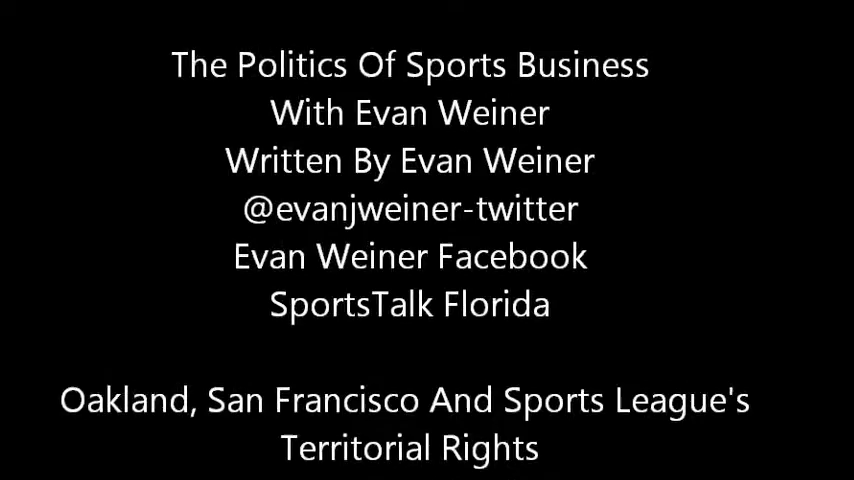 The Politics Of Sports Business
With Evan Weiner
Written By Evan Weiner
@evanjweiner-twitter
Evan Weiner Facebook
SportsTalk Florida
Oakland, San Francisco And Sports League's
Territorial Rights